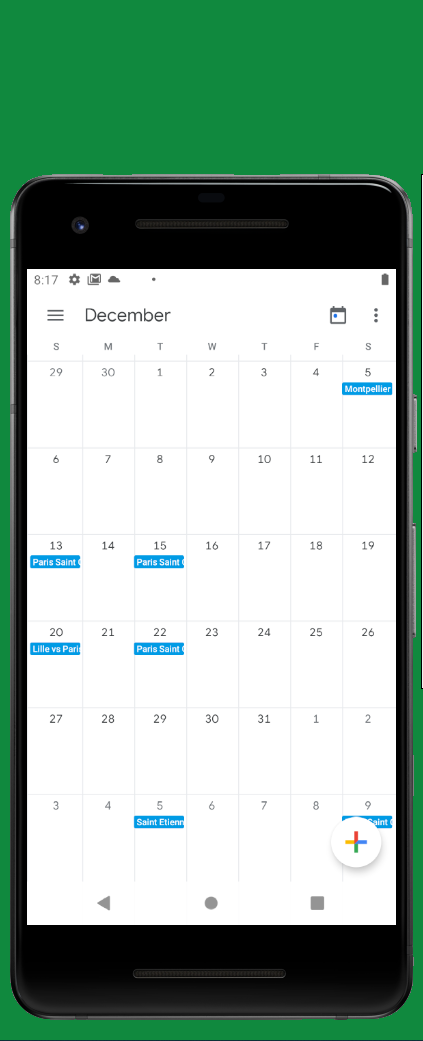 8:17
December
S M T W T F S
29 30 1 2 3 4 5
Montpellier
6 7 8 9 10 11 12
13 14 15 16 17 18 19
Paris Saint Paris Saint
20 21 22 23 24 25 26
Lille vs Paris Paris Saint
27 28 29 30 31 1 2
3 4 5 6 7 8 9
Saint Etienn Saint